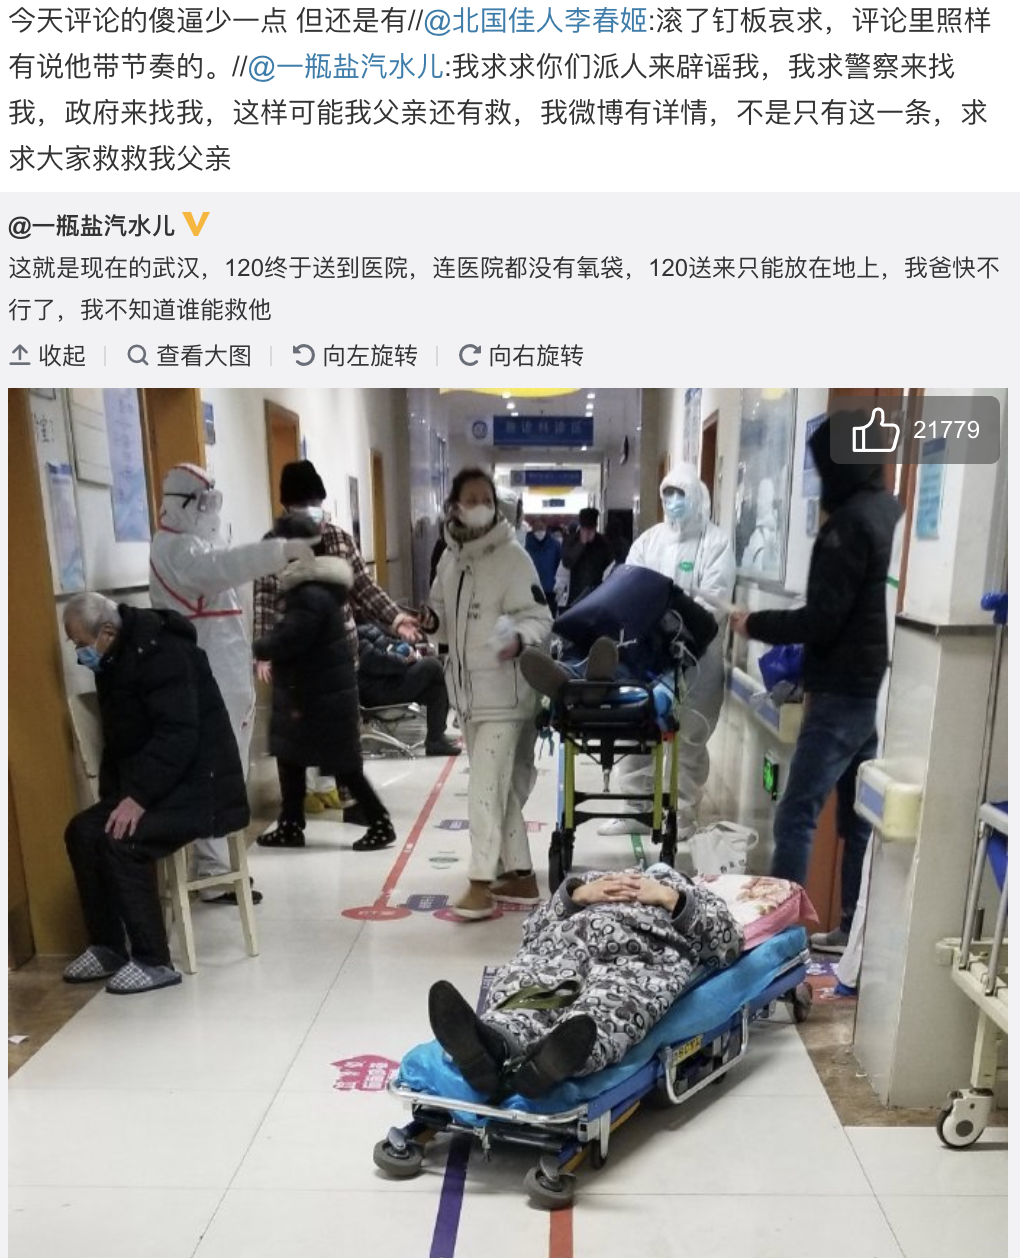 今天评论的傻逼少一点 但还是有//@北国佳人李春姬:滚了钉板哀求，评论里照样
有说他带节奏的。//@一瓶盐汽水儿:我求求你们派人来辟谣我，我求警察来找
我，政府来找我，这样可能我父亲还有救，我微博有详情，不是只有这一条，求
求大家救救我父亲
@一瓶盐汽水儿
这就是现在的武汉，120终于送到医院，连医院都没有氧袋，120送来只能放在地上，我爸快不
行了，我不知道谁能救他
收起
查看大图
向左旋转
向右旋转
21779